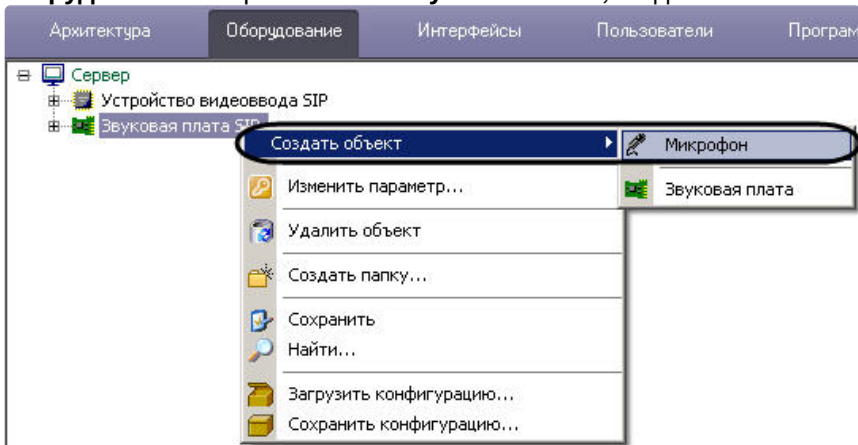 Архитектура Оборудование Интерфейсы Пользователи Програм
Сервер
Устройство видеоввода SIP
Звуковая плата SIP
Создать объект
Микрофон
Звуковая плата
Изменить параметр...
Удалить объект
Создать папку...
Сохранить
Найти...
Загрузить конфигурацию...
Сохранить конфигурацию...